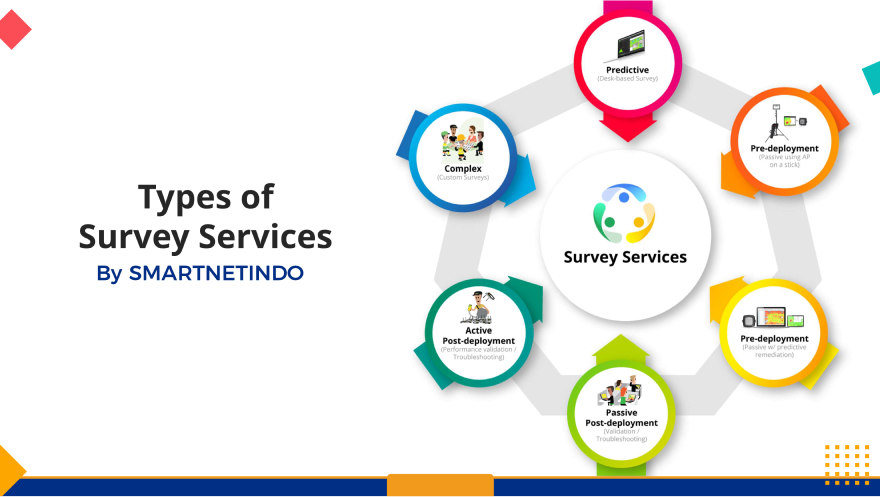 Types of
Survey Services
By SMARTNETINDO
Predictive
(Desk-based Survey)
Pre-deployment
(Passive using AP
on a stick)
Pre-deployment
(Passive w/ predictive
remediation)
Passive
Post-deployment
(Validation /
Troubleshooting)
Active
Post-deployment
(Performance validation /
Troubleshooting)
Complex
(Custom Surveys)
Survey Services